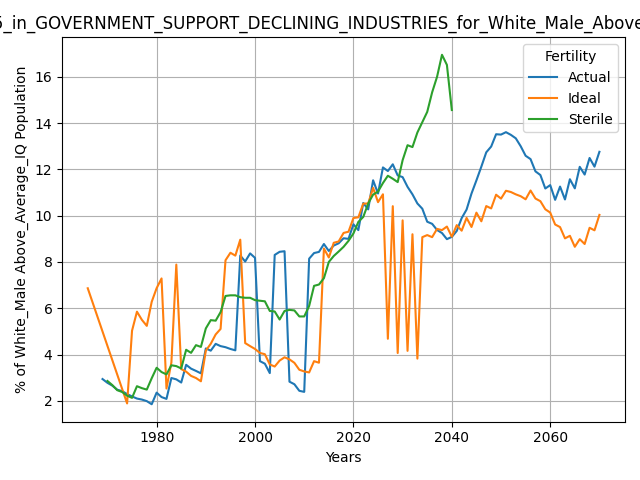 _in_GOVERNMENT_SUPPORT_DECLINING_INDUSTRIES_for_White_Male_Above
Fertility
Actual
Ideal
Sterile
% of White_Male Above_Average_IQ Population
16
14
12
10
8
6
4
2
1980
2000
2020
2040
2060
Years